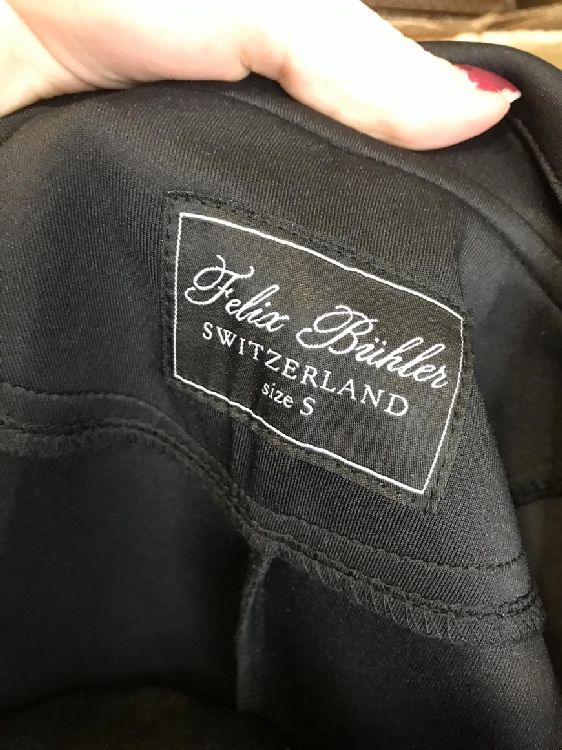 Felix Bühler
SWITZERLAND
size S